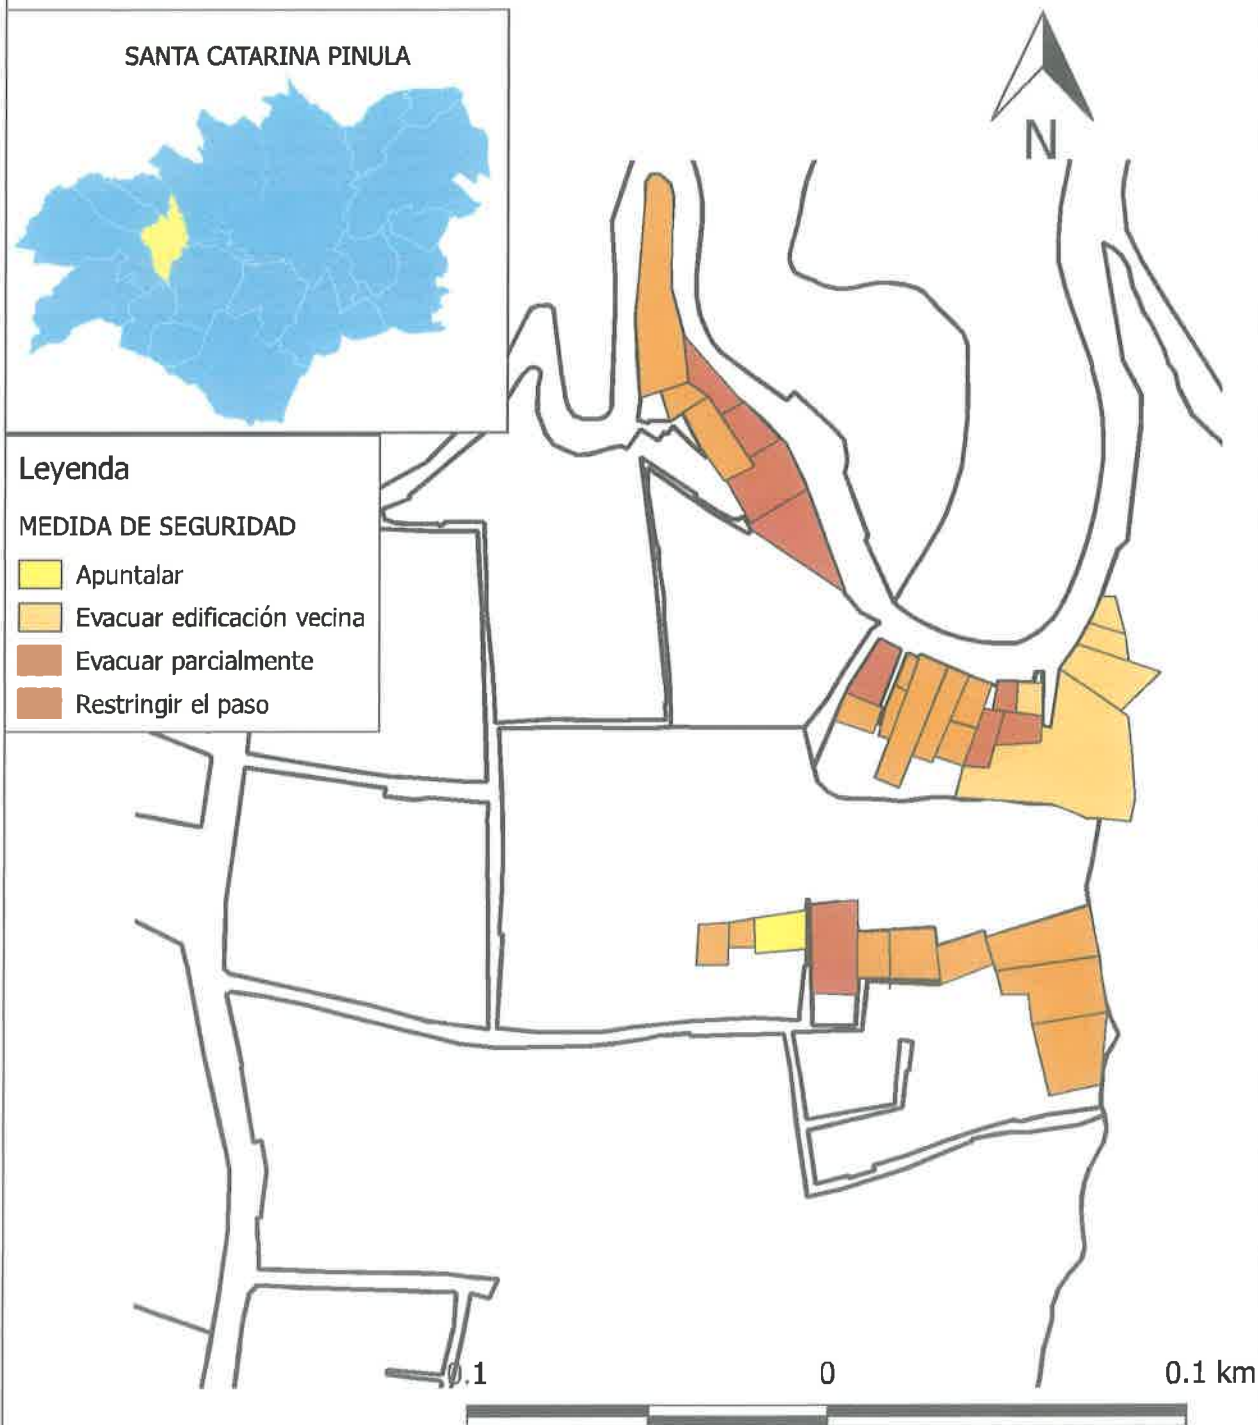 SANTA CATARINA PINULA
N
Leyenda
MEDIDA DE SEGURIDAD
Apuntalar
Evacuar edificación vecina
Evacuar parcialmente
Restringir el paso
0.1 0 0.1 km